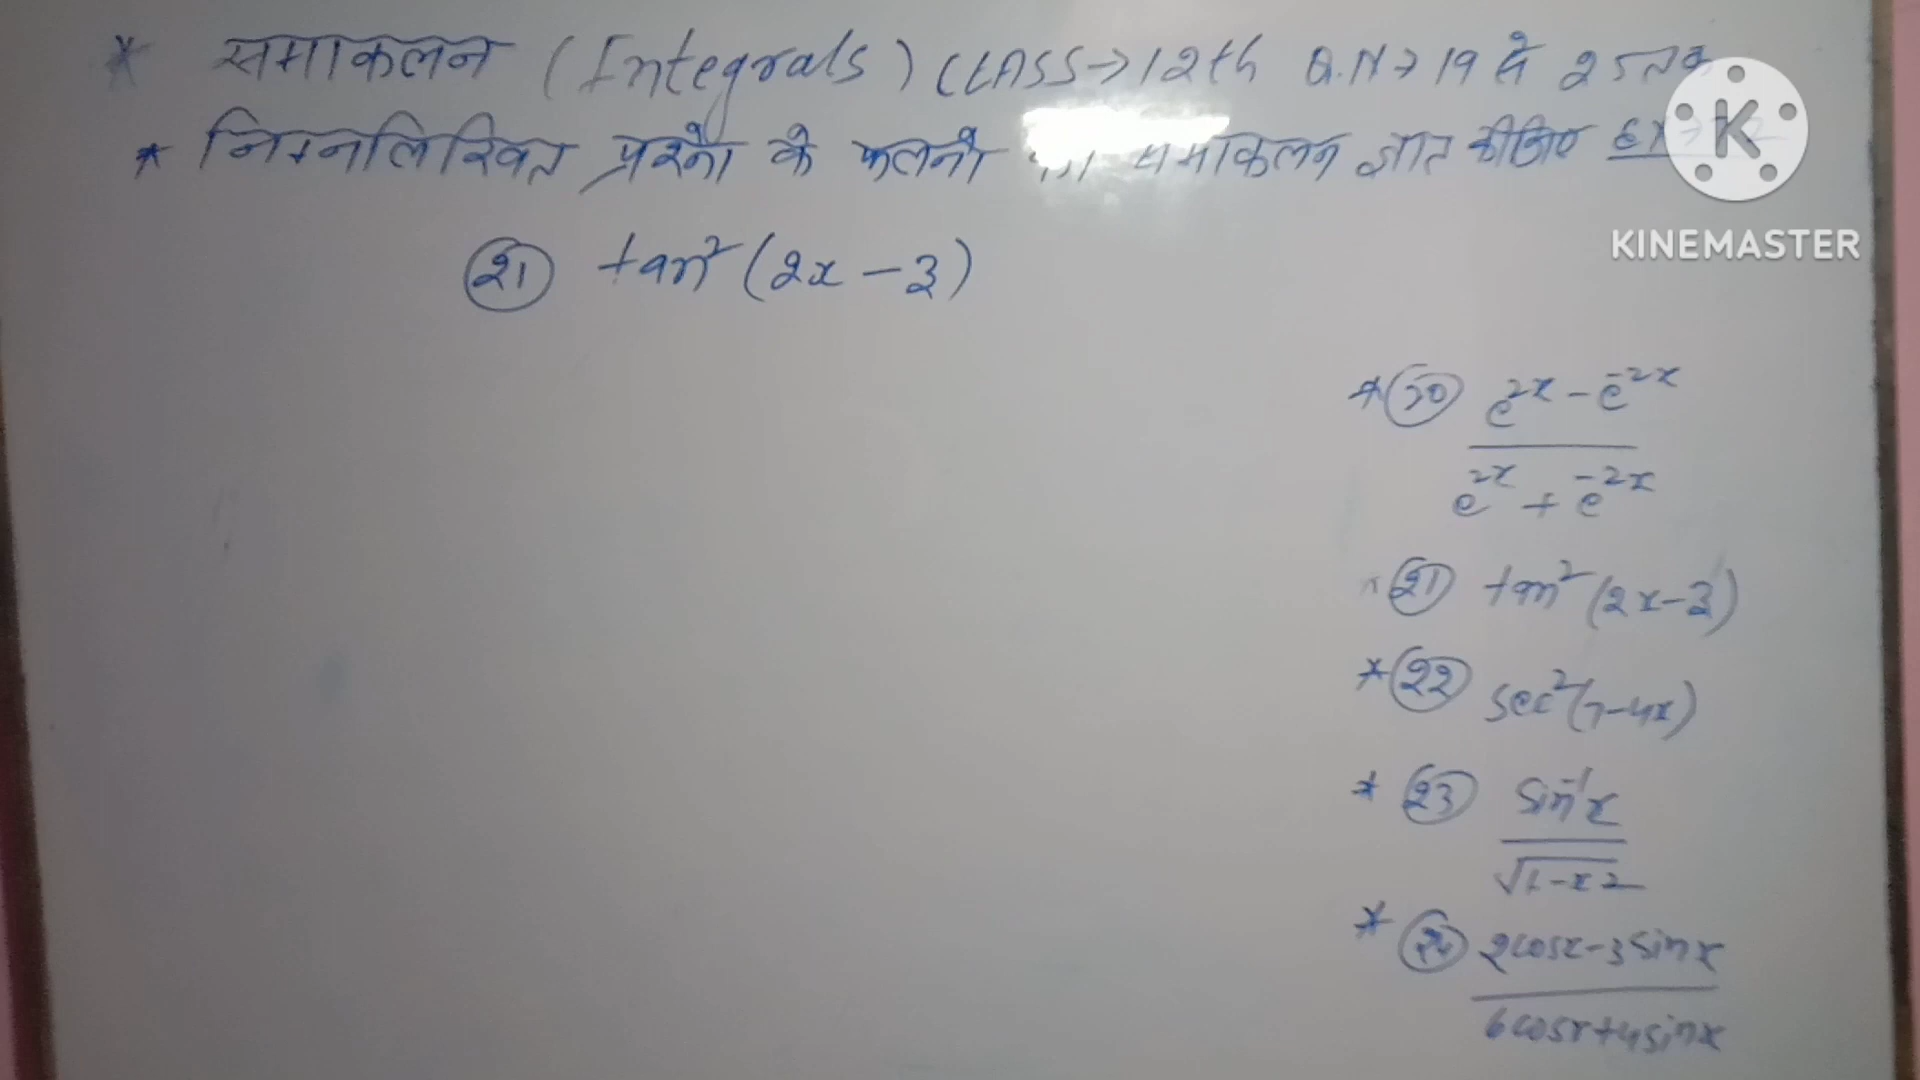 * समाकलन (Integrals) CLASS→12th Q.N→19 से 25 तक
* निम्नलिखित प्रश्नों के फलनों का समाकलन ज्ञात कीजिए EX→
K
KINEMASTER
(21) tan²(2x-3)
*(20) e^2x - e^-2x
e^2x + e^-2x
*(21) tan²(2x-3)
*(22) sec²(7-4x)
*(23) sin⁻¹x
√1-x2
*(24) 2cosx-3sinx
6cosx+4sinx